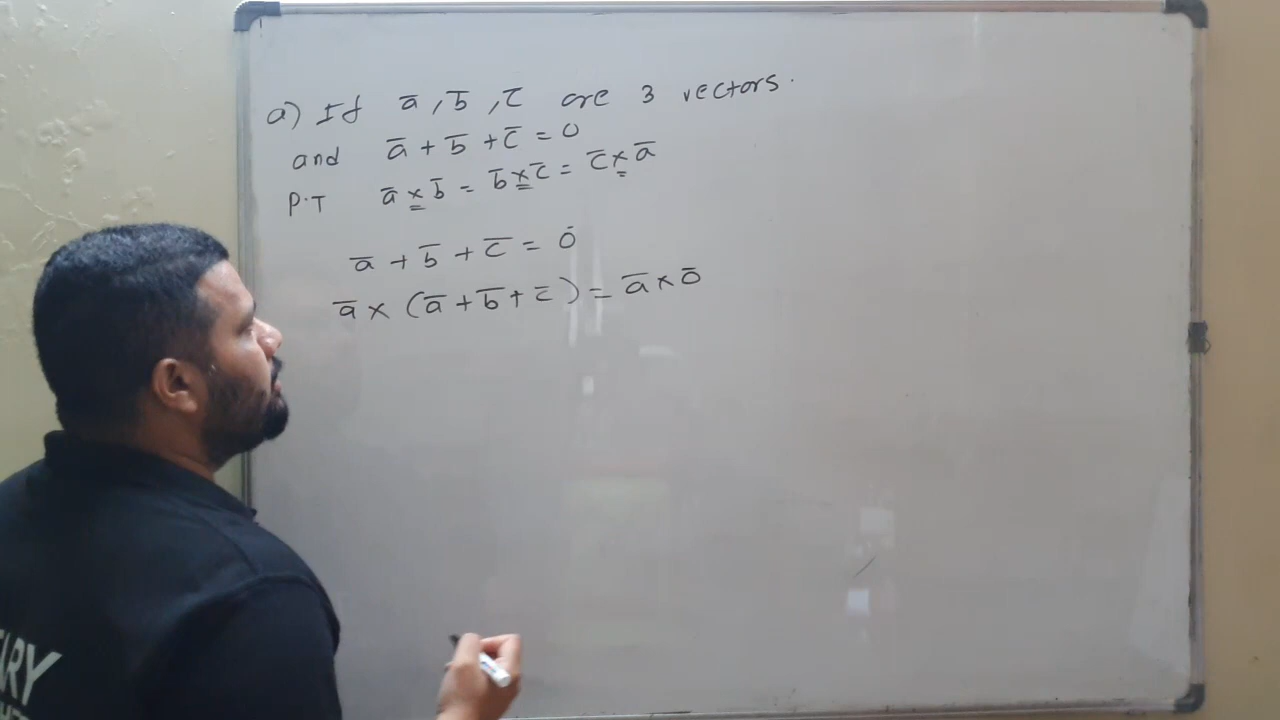 a) If a̅ , b̅ , c̅ are 3 vectors.
and a̅ + b̅ + c̅ = 0
P.T a̅ × b̅ = b̅ × c̅ = c̅ × a̅
a̅ + b̅ + c̅ = 0̅
a̅ × (a̅ + b̅ + c̅) = a̅ × 0̅